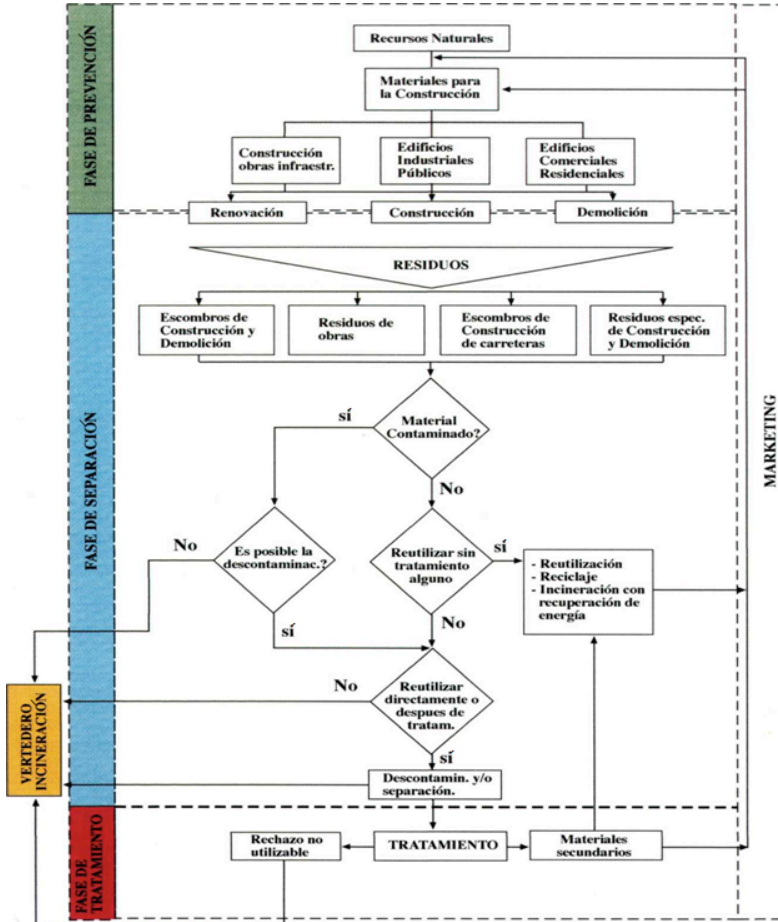 FASE DE PREVENCIÓN
Recursos Naturales
Materiales para
la Construcción
Construcción
obras infraestr.
Edificios
Industriales
Públicos
Edificios
Comerciales
Residenciales
Renovación
Construcción
Demolición
FASE DE SEPARACIÓN
RESIDUOS
Escombros de
Construcción y
Demolición
Residuos de
obras
Escombros de
Construcción
de carreteras
Residuos espec.
de Construcción
y Demolición
MARKETING
sí
Material
Contaminado?
No
No
Es posible la
descontaminac.?
Reutilizar sin
tratamiento
alguno
sí
- Reutilización
- Reciclaje
- Incineración con
recuperación de
energía
sí
No
VERTEDERO
INCINERACIÓN
No
Reutilizar
directamente o
despues de
tratam.
sí
Descontamin. y/o
separación.
FASE DE
TRATAMIENTO
Rechazo no
utilizable
TRATAMIENTO
Materiales
secundarios